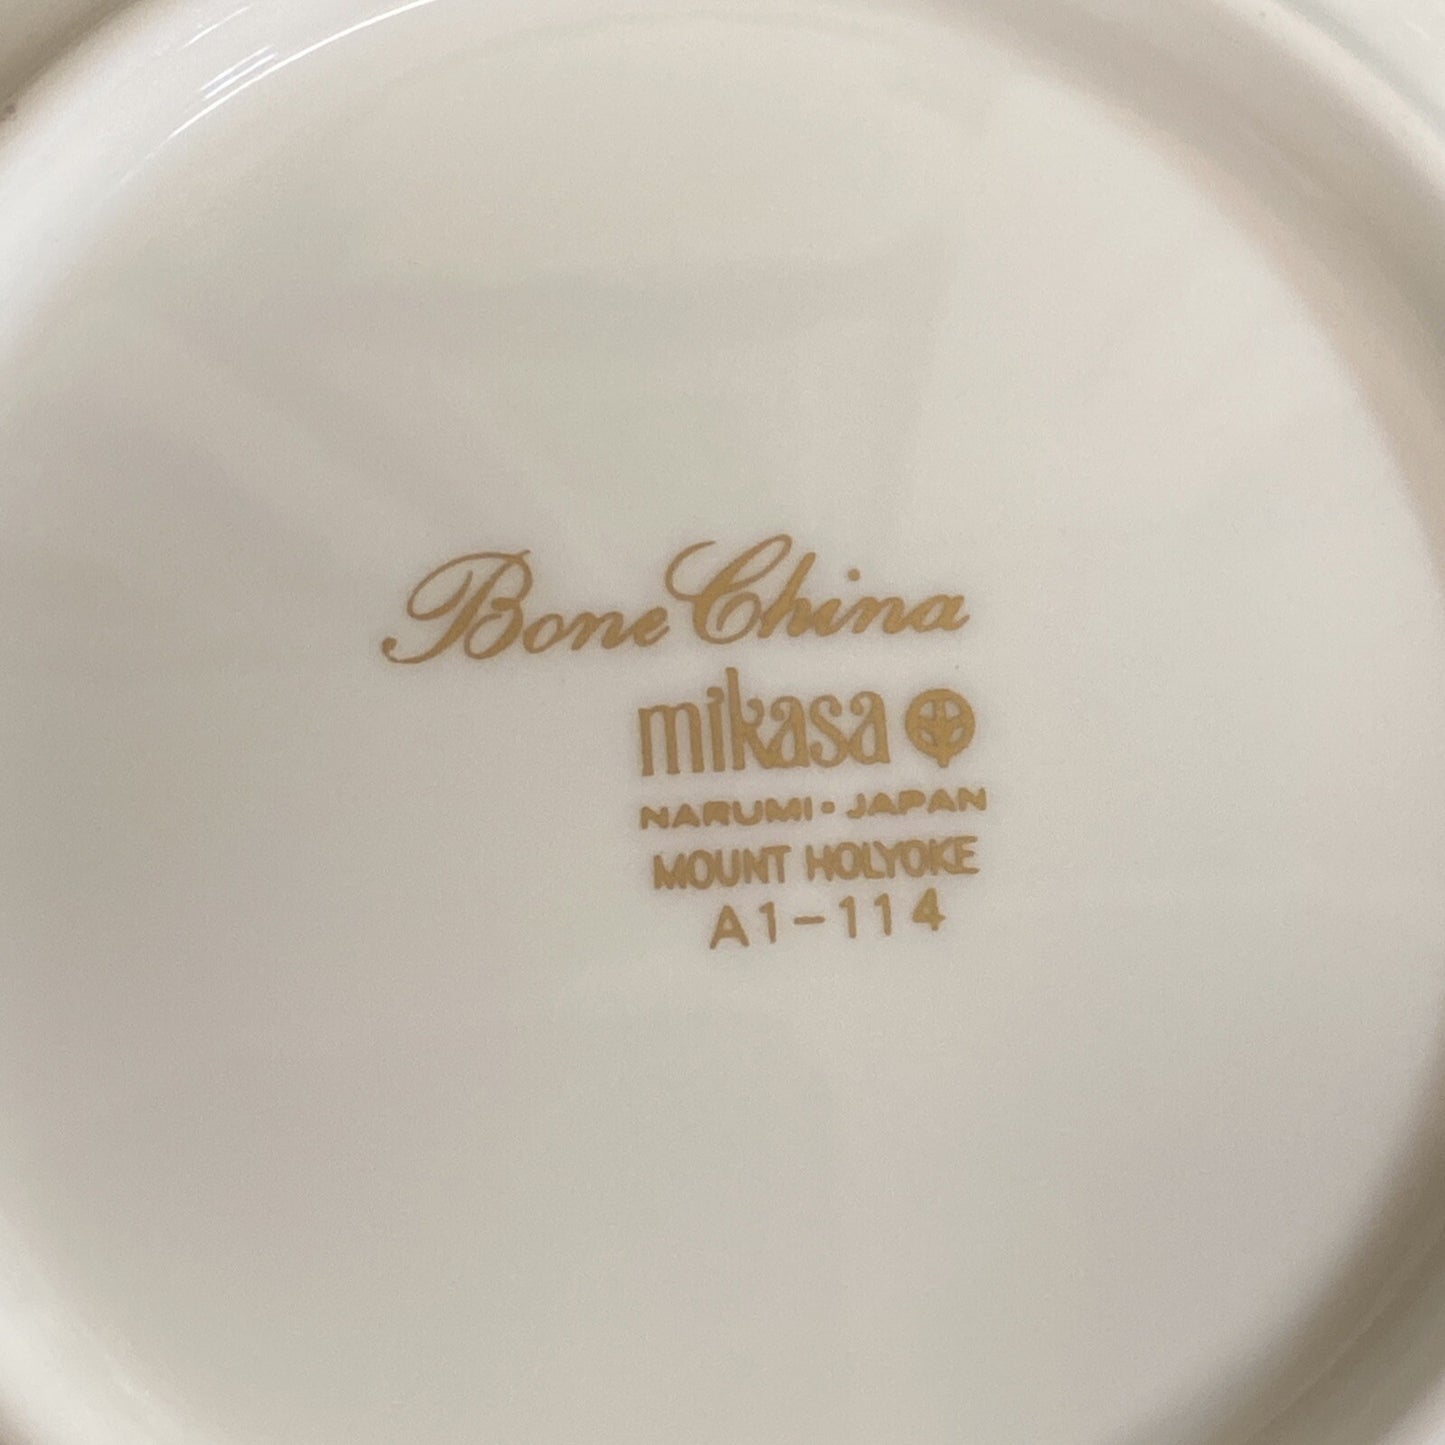 Bone China
mikasa
NARUMI · JAPAN
MOUNT HOLYOKE
A1-114